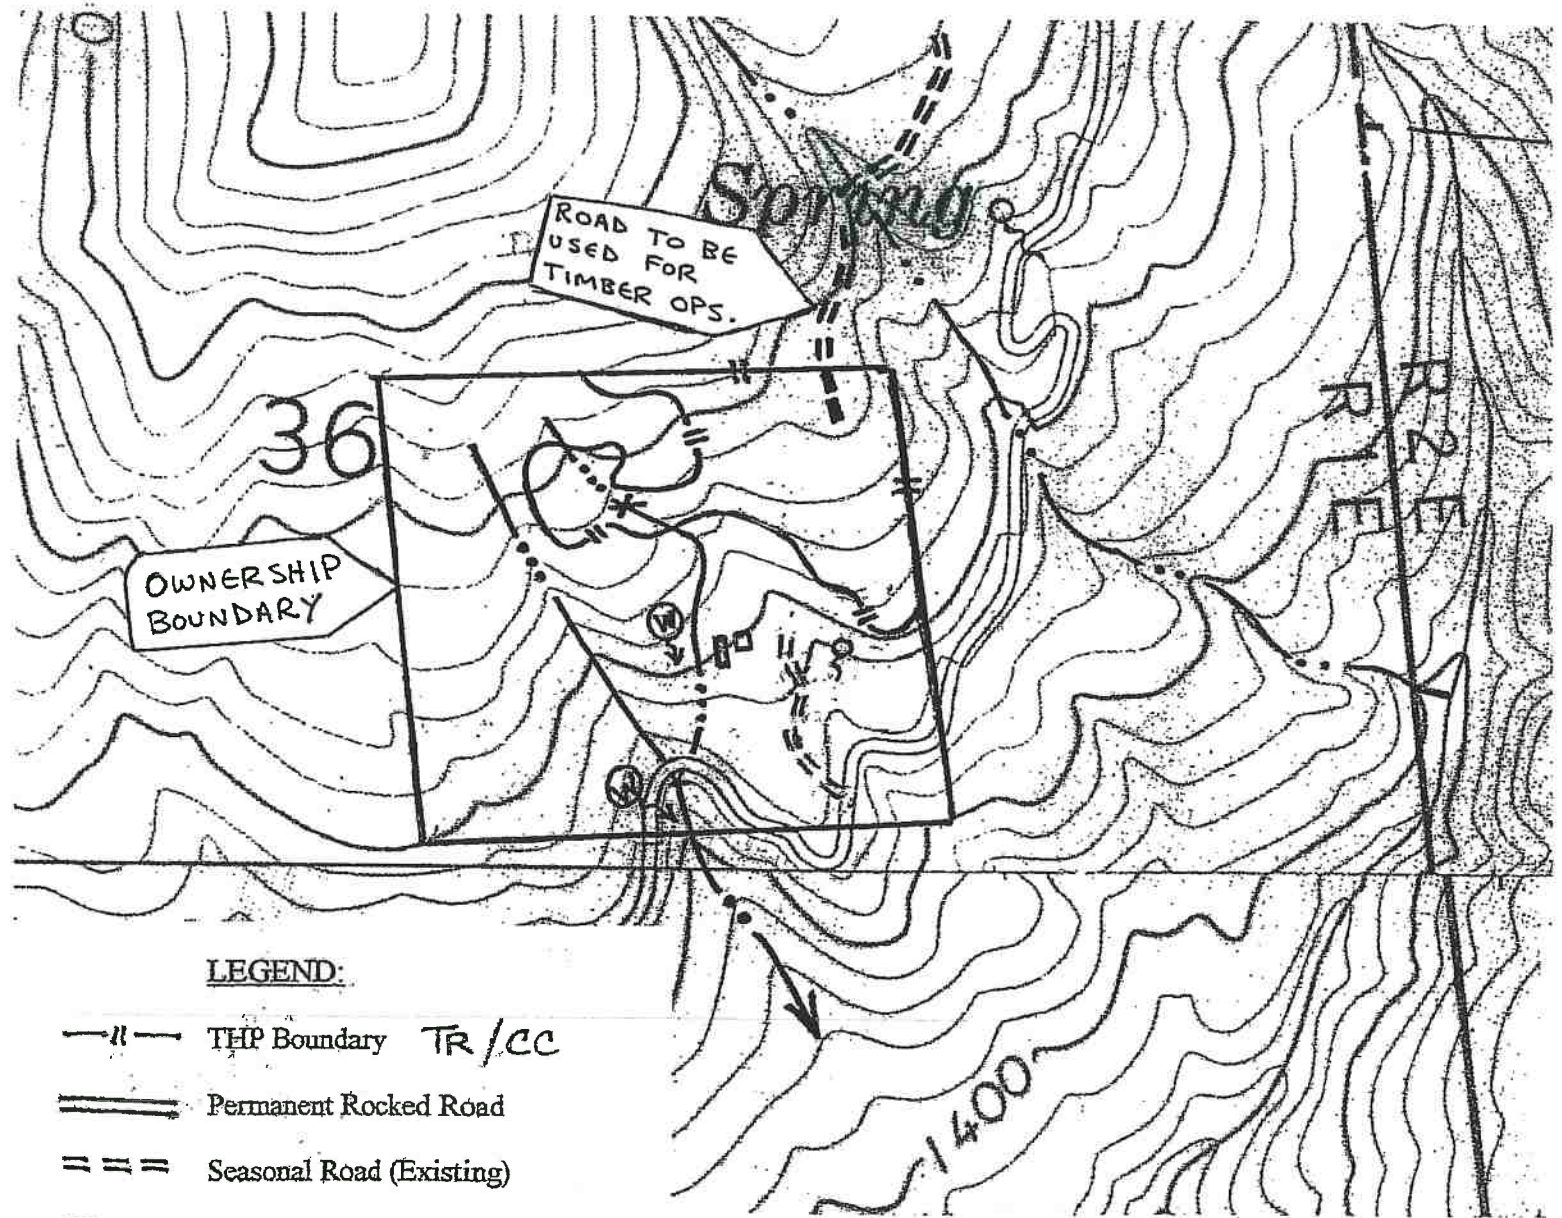 Spring
ROAD TO BE
USED FOR
TIMBER OPS.
36
R1E
R2E
OWNERSHIP
BOUNDARY
W
W
1400
LEGEND:
THP Boundary TR/CC
Permanent Rocked Road
Seasonal Road (Existing)